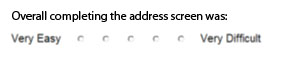 Overall completing the address screen was:
Very Easy Very Difficult